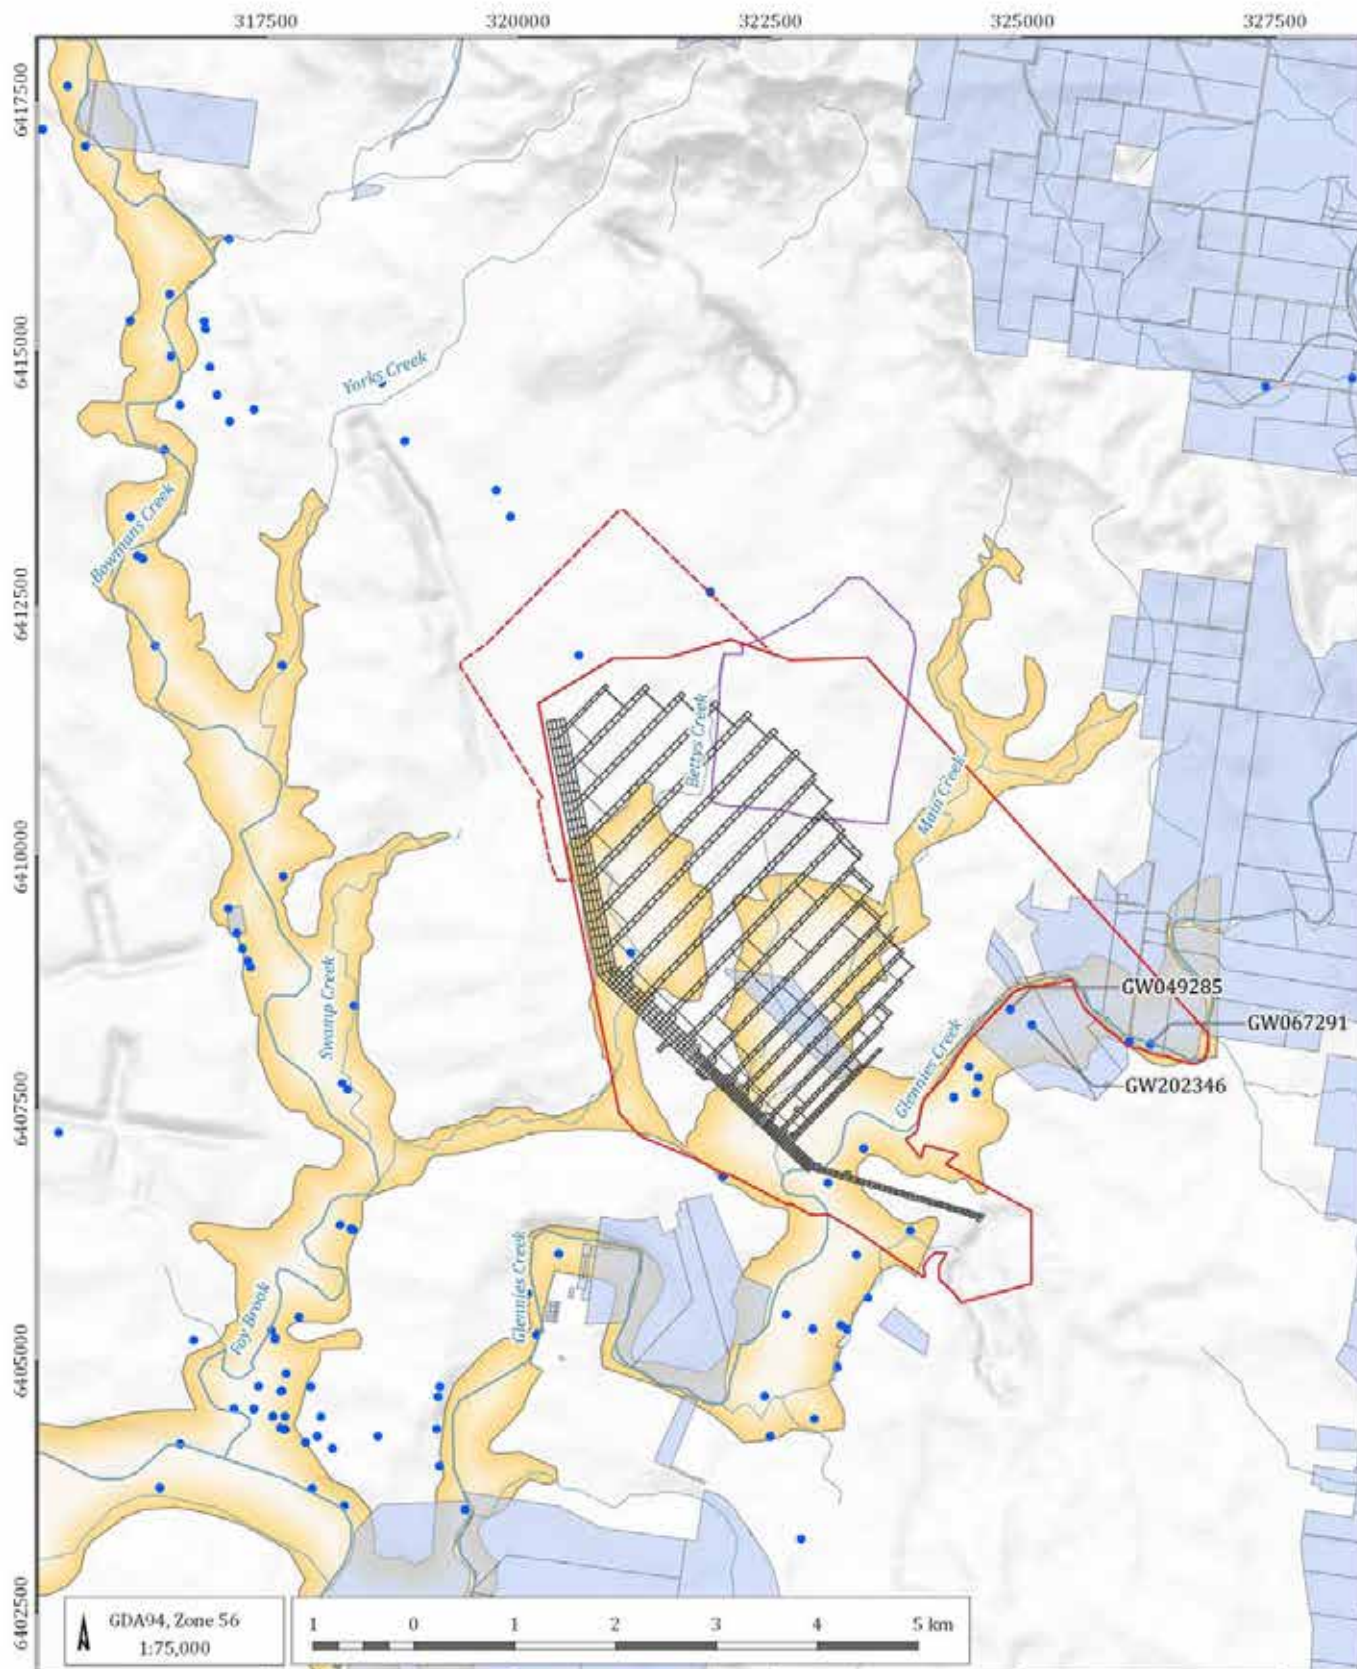 317500
320000
322500
325000
327500
6417500
6415000
Yorks Creek
Bowmans Creek
6412500
Bettys Creek
Main Creek
6410000
Swamp Creek
GW049285
GW067291
Glennies Creek
GW202346
6407500
Glennies Creek
Foy Brook
6405000
6402500
GDA94, Zone 56
1:75,000
1 0 1 2 3 4 5 km